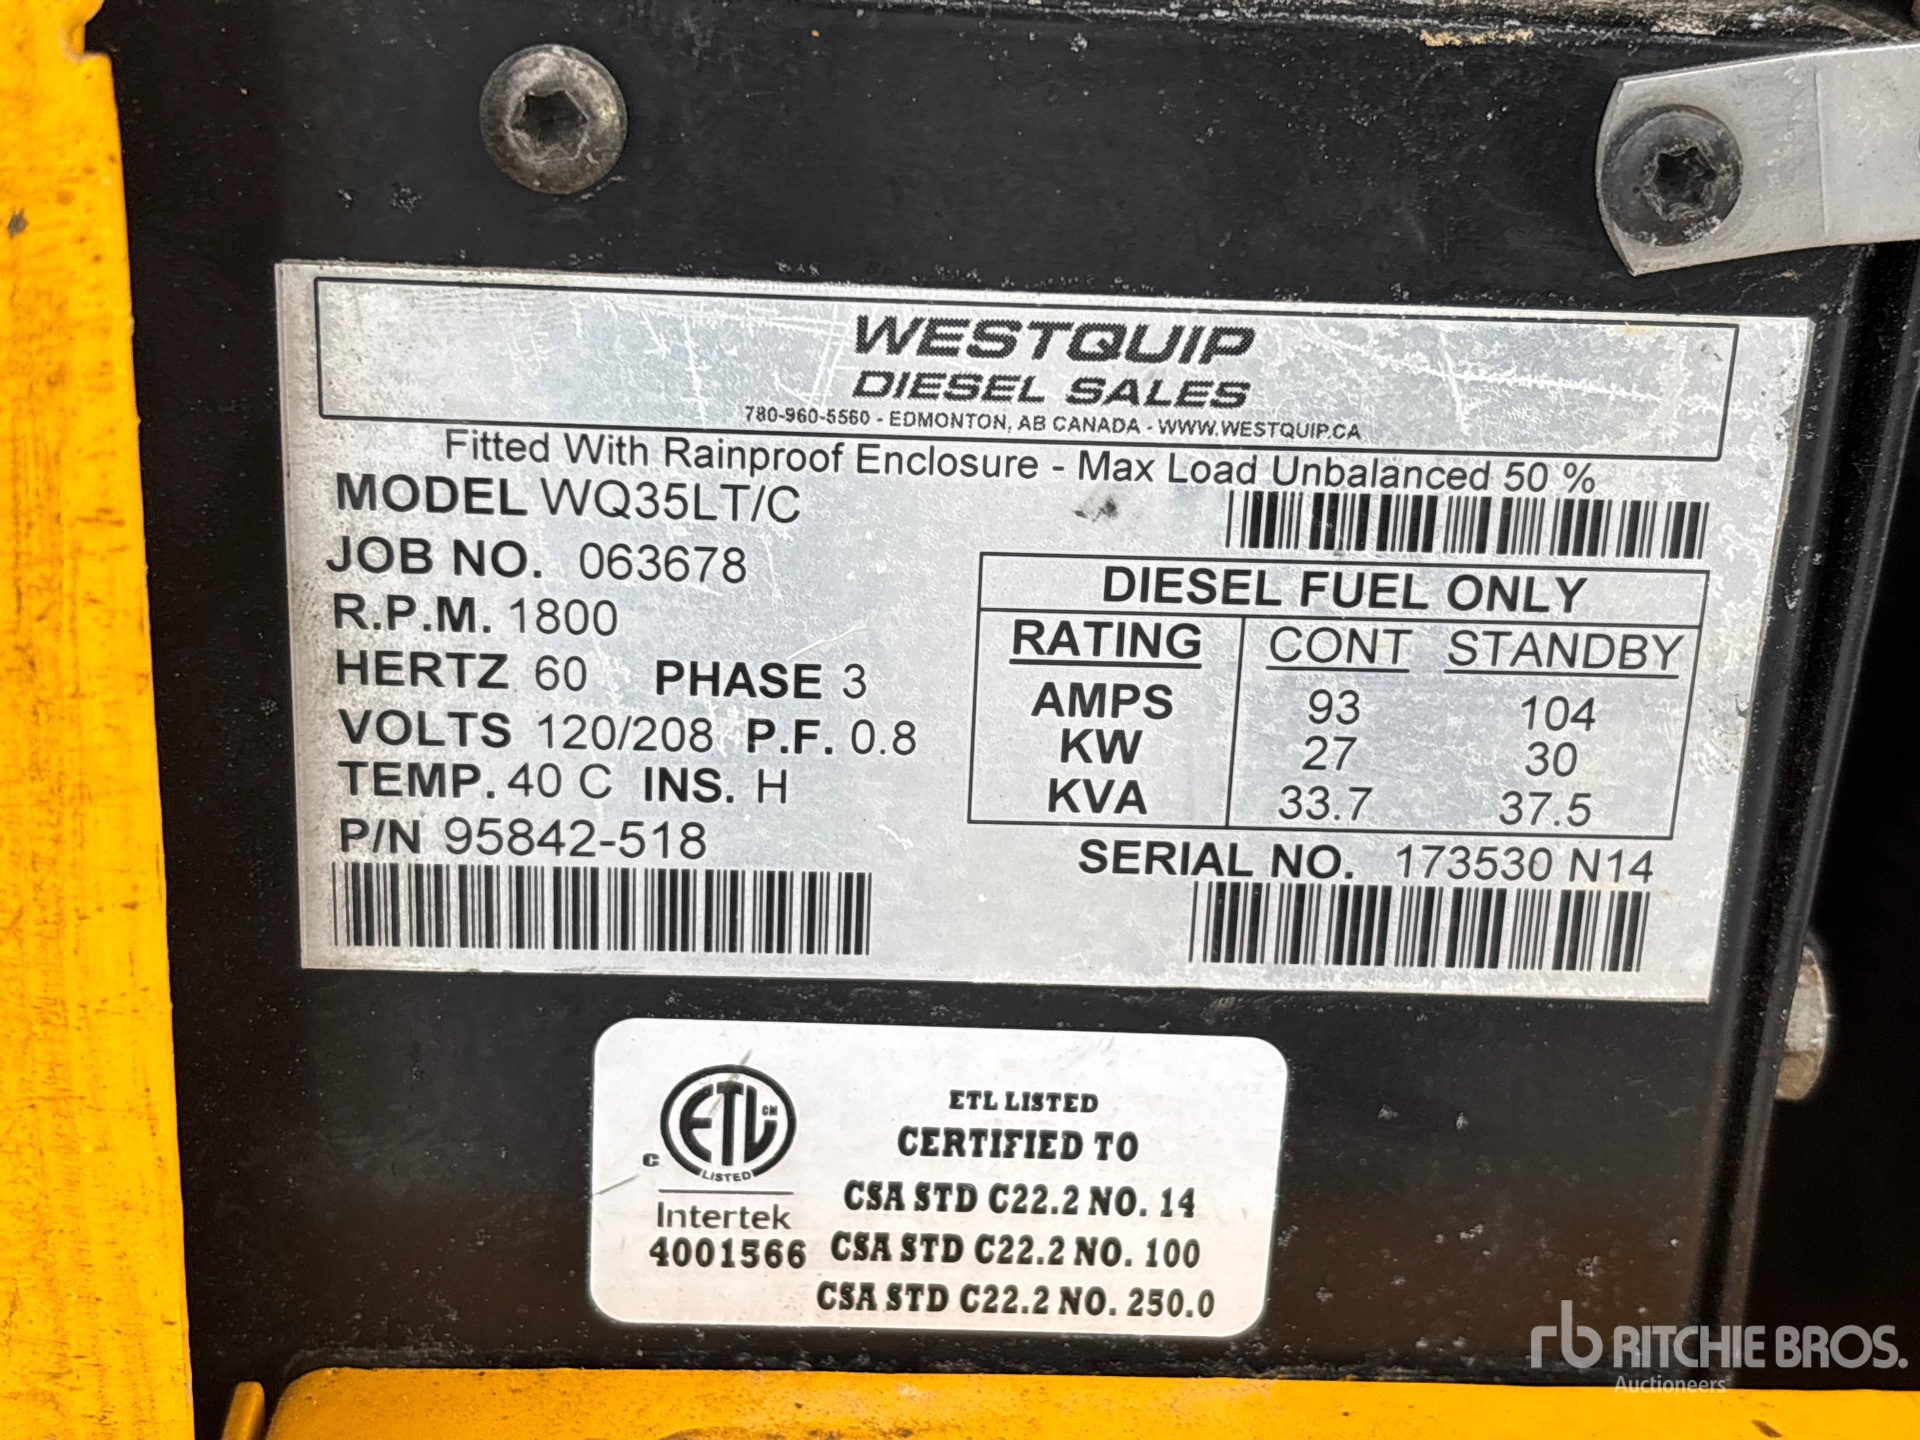 WESTQUIP
DIESEL SALES
780-960-5560 - EDMONTON, AB CANADA - WWW.WESTQUIP.CA
Fitted With Rainproof Enclosure - Max Load Unbalanced 50 %
MODEL WQ35LT/C
JOB NO. 063678
R.P.M. 1800
HERTZ 60 PHASE 3
VOLTS 120/208 P.F. 0.8
TEMP. 40 C INS. H
P/N 95842-518
DIESEL FUEL ONLY
RATING CONT STANDBY
AMPS 93 104
KW 27 30
KVA 33.7 37.5
SERIAL NO. 173530 N14
ETL CM
LISTED
C
Intertek
4001566
ETL LISTED
CERTIFIED TO
CSA STD C22.2 NO. 14
CSA STD C22.2 NO. 100
CSA STD C22.2 NO. 250.0
rb RITCHIE BROS.
Auctioneers